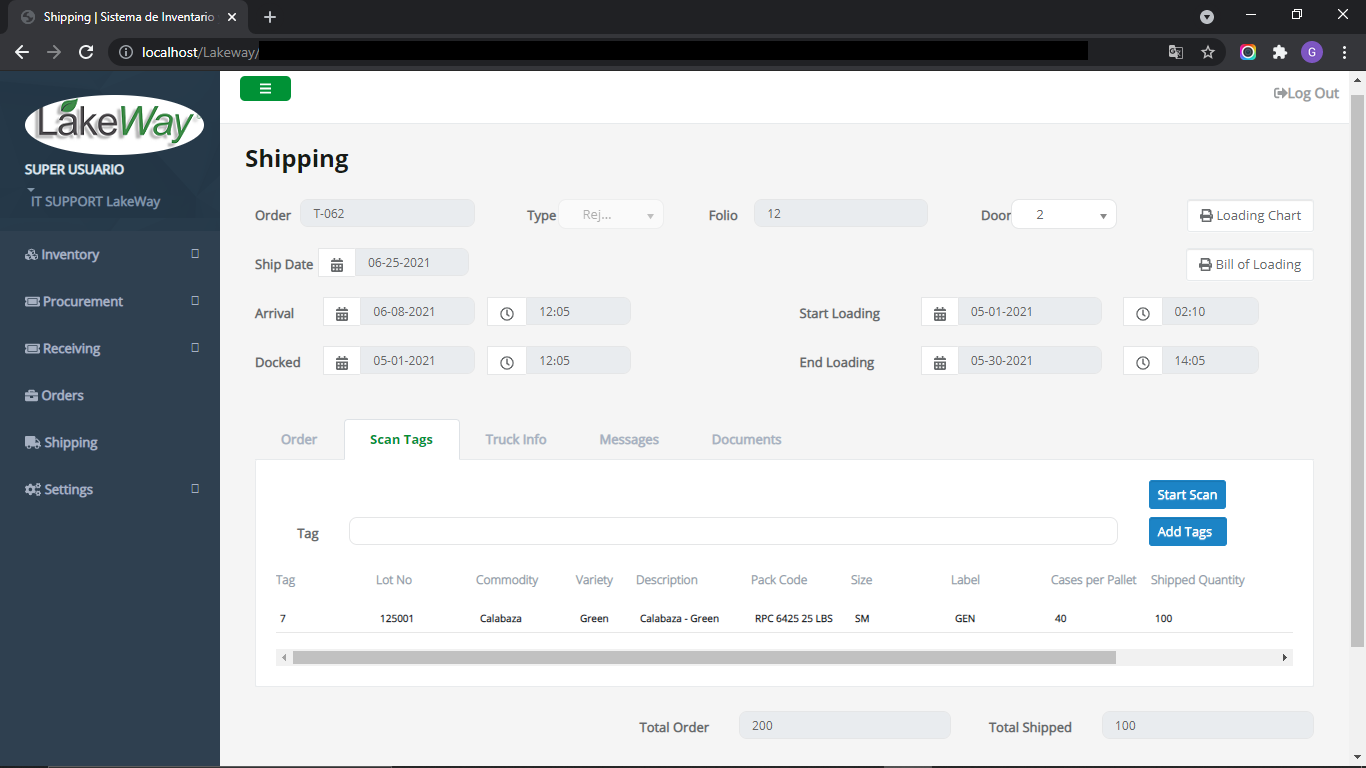 Shipping | Sistema de Inventario
localhost/Lakeway/
G
LakeWay
SUPER USUARIO
IT SUPPORT LakeWay
Inventory
Procurement
Receiving
Orders
Shipping
Settings
Log Out
Shipping
Order T-062 Type Rej... Folio 12 Door 2 Loading Chart
Ship Date 06-25-2021 Bill of Loading
Arrival 06-08-2021 12:05 Start Loading 05-01-2021 02:10
Docked 05-01-2021 12:05 End Loading 05-30-2021 14:05
Order Scan Tags Truck Info Messages Documents
Start Scan
Tag Add Tags
Tag Lot No Commodity Variety Description Pack Code Size Label Cases per Pallet Shipped Quantity
7 125001 Calabaza Green Calabaza - Green RPC 6425 25 LBS SM GEN 40 100
Total Order 200 Total Shipped 100